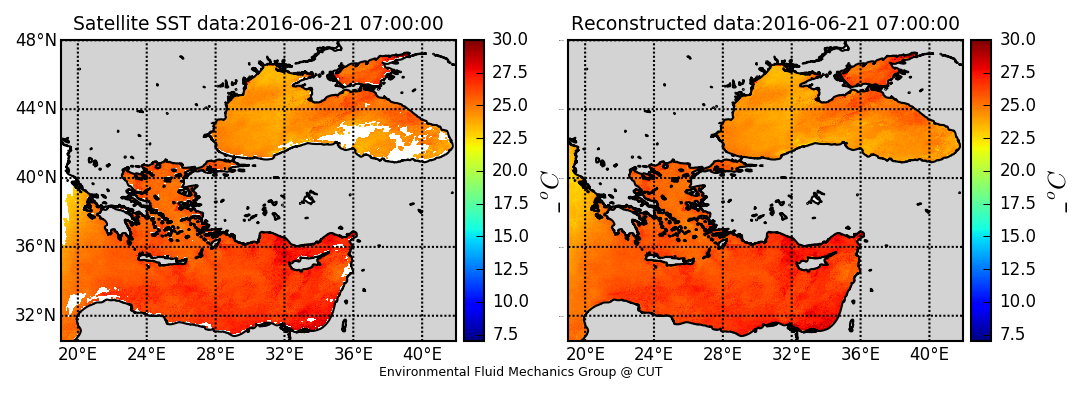 Satellite SST data:2016-06-21 07:00:00
48°N
44°N
40°N
36°N
32°N
20°E 24°E 28°E 32°E 36°E 40°E
30.0
27.5
25.0
22.5
20.0
17.5
15.0
12.5
10.0
7.5
_ °C
Reconstructed data:2016-06-21 07:00:00
20°E 24°E 28°E 32°E 36°E 40°E
30.0
27.5
25.0
22.5
20.0
17.5
15.0
12.5
10.0
7.5
_ °C
Environmental Fluid Mechanics Group @ CUT